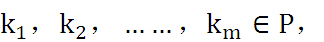 k₁，k₂，… …，kₘ ∈ P，